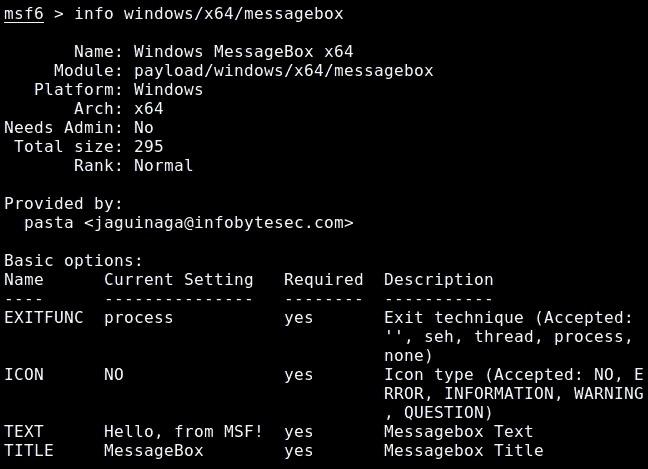 msf6 > info windows/x64/messagebox

       Name: Windows MessageBox x64
     Module: payload/windows/x64/messagebox
   Platform: Windows
       Arch: x64
Needs Admin: No
 Total size: 295
       Rank: Normal

Provided by:
  pasta <jaguinaga@infobytesec.com>

Basic options:
Name      Current Setting   Required  Description
----      ---------------   --------  -----------
EXITFUNC  process           yes       Exit technique (Accepted:
                                      '', seh, thread, process,
                                      none)
ICON      NO                yes       Icon type (Accepted: NO, E
                                      RROR, INFORMATION, WARNING
                                      , QUESTION)
TEXT      Hello, from MSF!  yes       Messagebox Text
TITLE     MessageBox        yes       Messagebox Title